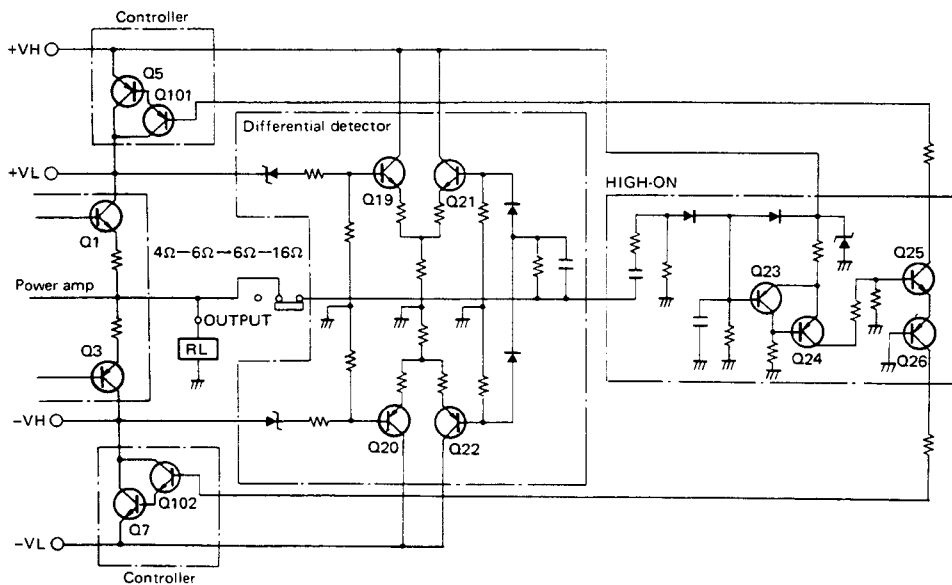 Controller
+VH
Q5
Q101
Differential detector
+VL
Q19
Q21
HIGH-ON
Q1
4Ω—6Ω→6Ω—16Ω
Q23
Q25
Power amp
OUTPUT
RL
Q24
Q26
Q3
-VH
Q20
Q22
Q102
Q7
-VL
Controller